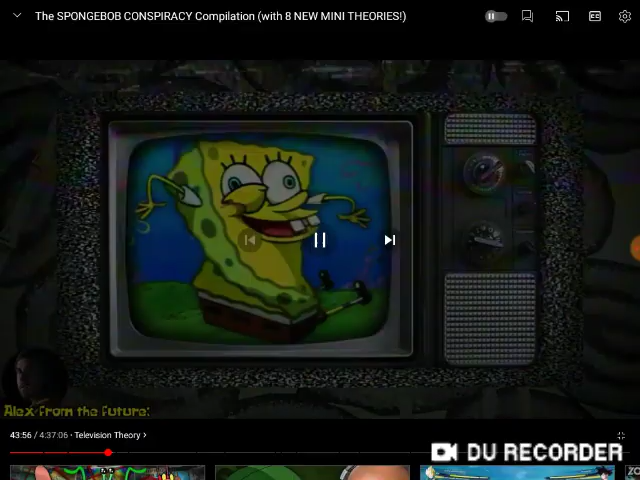 The SPONGEBOB CONSPIRACY Compilation (with 8 NEW MINI THEORIES!)
CC
Alex from the future:
43:56 / 4:37:06 · Television Theory ›
DU RECORDER